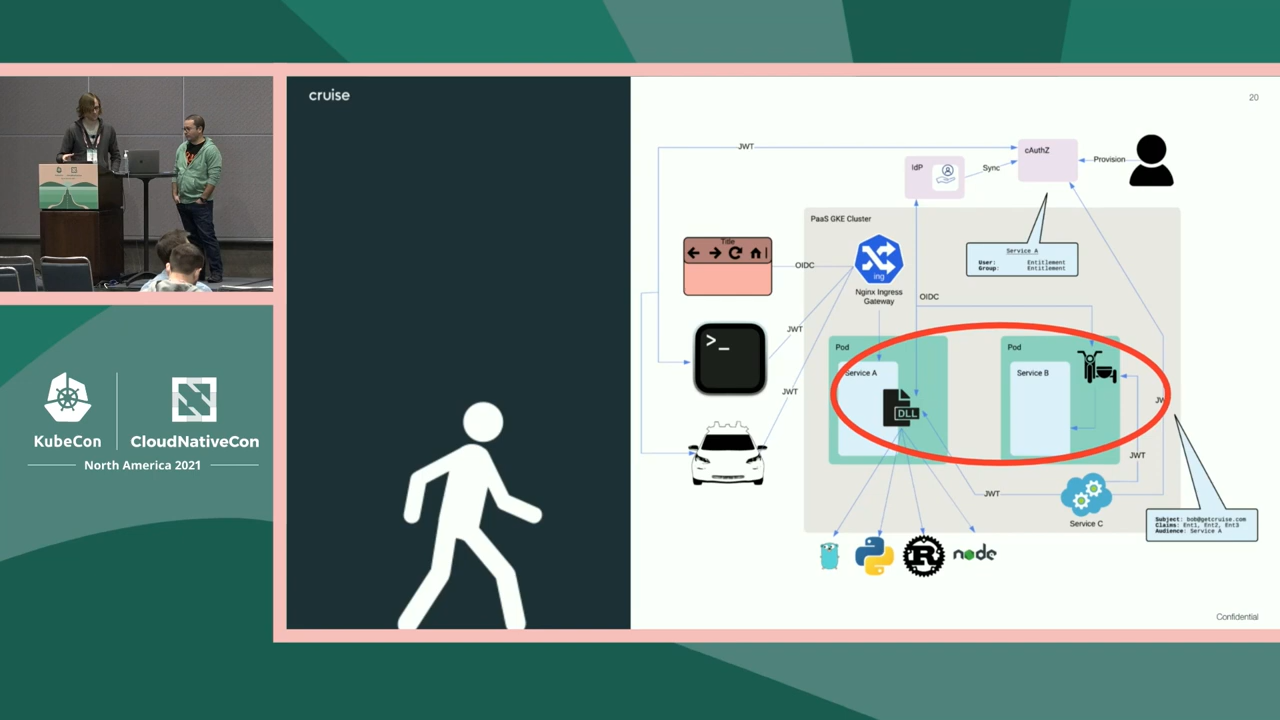 cruise
20
JWT
cAuthZ
IdP
Sync
Provision
PaaS GKE Cluster
Title
Service A
User: Entitlement
Group: Entitlement
OIDC
ing
Nginx Ingress
Gateway
OIDC
JWT
Pod
Pod
>_
Service A
Service B
JWT
DLL
JW
KubeCon
CloudNativeCon
North America 2021
JWT
JWT
Service C
Subject: bob@getcruise.com
Claims: Ent1, Ent2, Ent3
Audience: Service A
R
node
Confidential